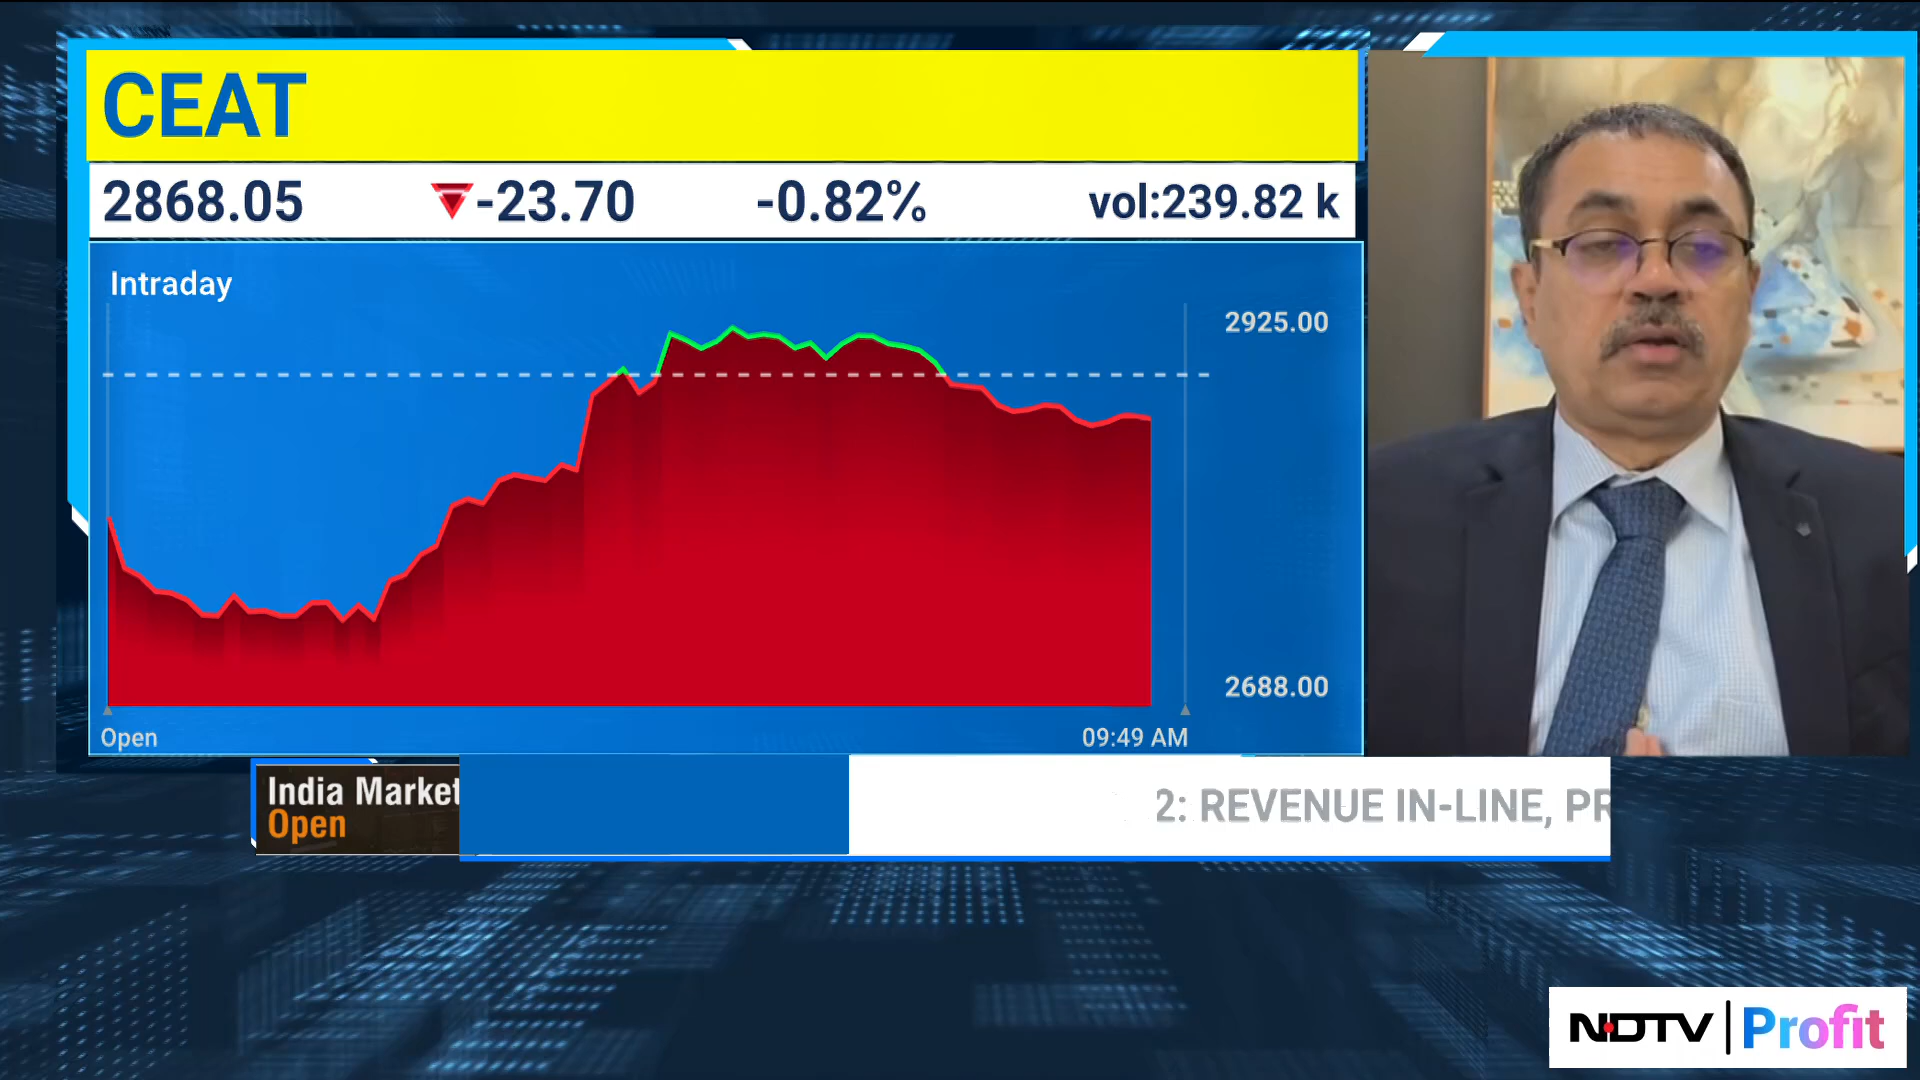 CEAT
2868.05 -23.70 -0.82% vol:239.82 k
Intraday
2925.00
2688.00
Open 09:49 AM
India Market
Open
2: REVENUE IN-LINE, PR
NDTV Profit